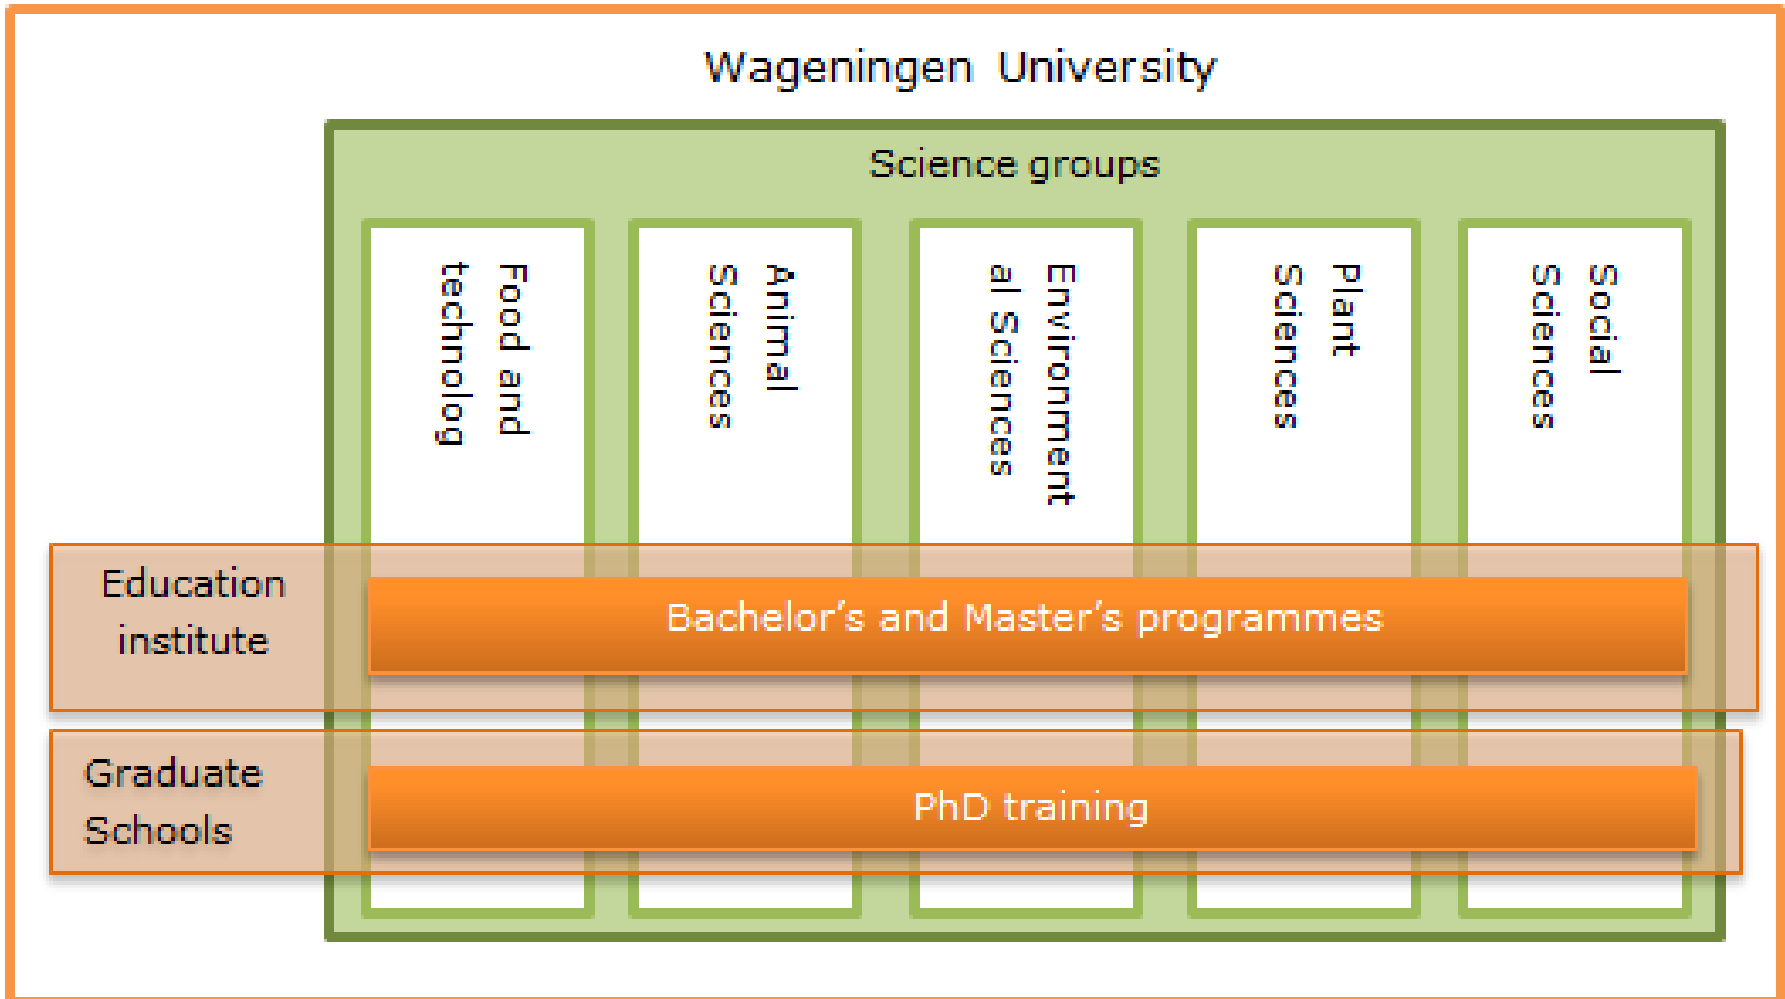 Wageningen University
Science groups
Food and
technolog
Animal
Sciences
Environment
al Sciences
Plant
Sciences
Social
Sciences
Education
institute
Bachelor’s and Master’s programmes
Graduate
Schools
PhD training